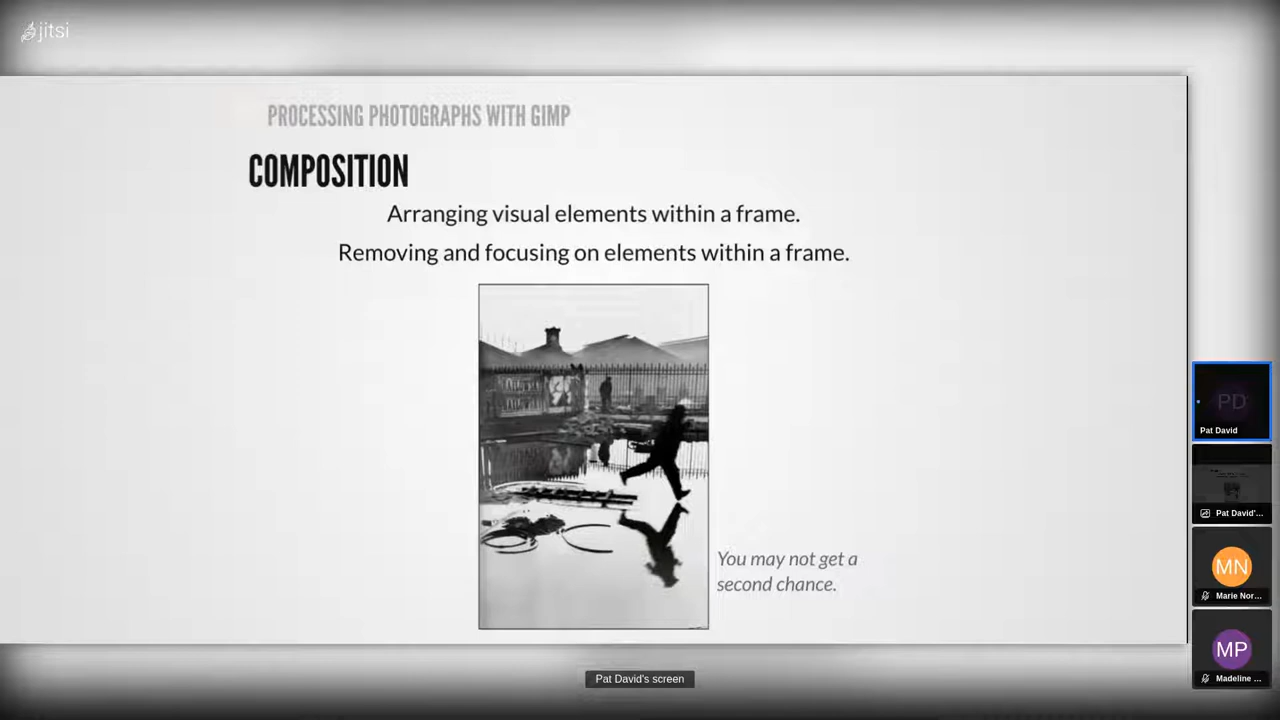 jitsi
PROCESSING PHOTOGRAPHS WITH GIMP
COMPOSITION
Arranging visual elements within a frame.
Removing and focusing on elements within a frame.
You may not get a
second chance.
PD
Pat David
Pat David'...
MN
Marie Nor...
MP
Madeline ...
Pat David's screen